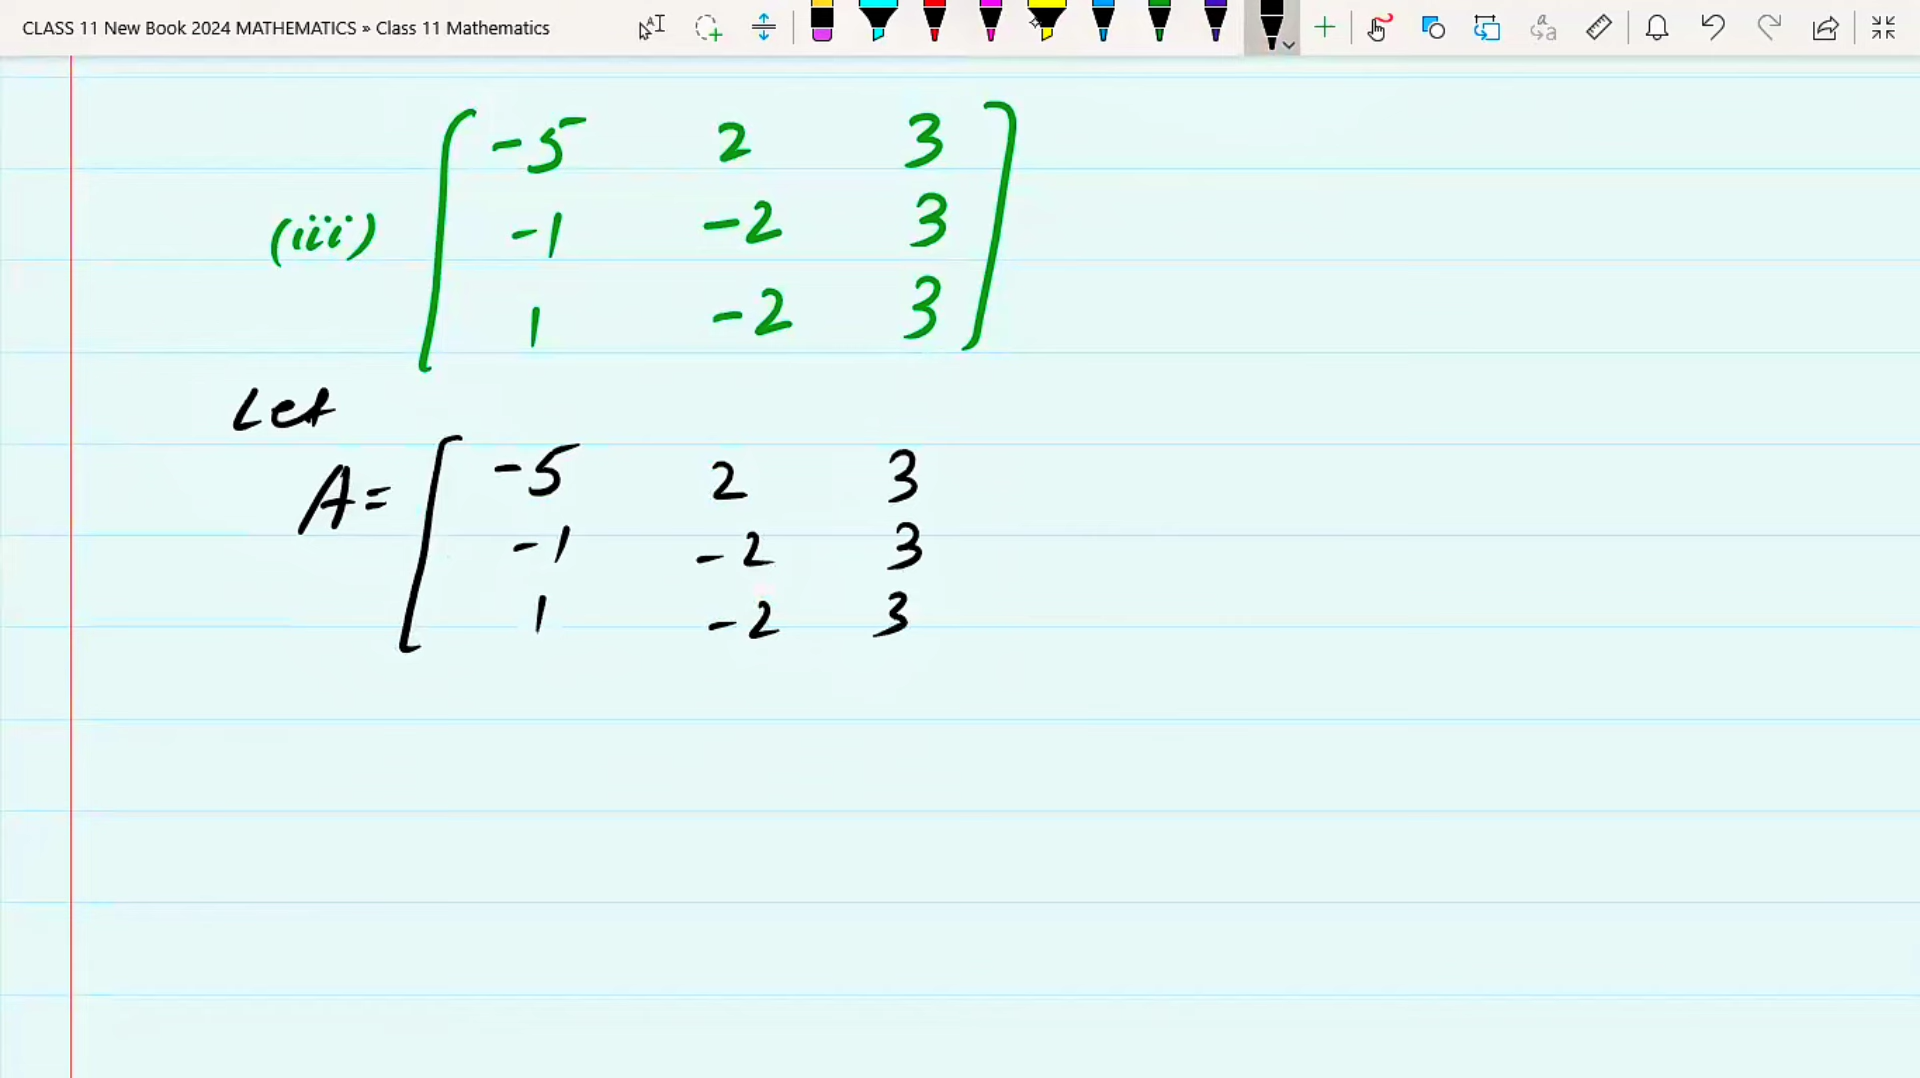 CLASS 11 New Book 2024 MATHEMATICS » Class 11 Mathematics
-5 2 3
(iii) -1 -2 3
1 -2 3
Let
A= -5 2 3
-1 -2 3
1 -2 3